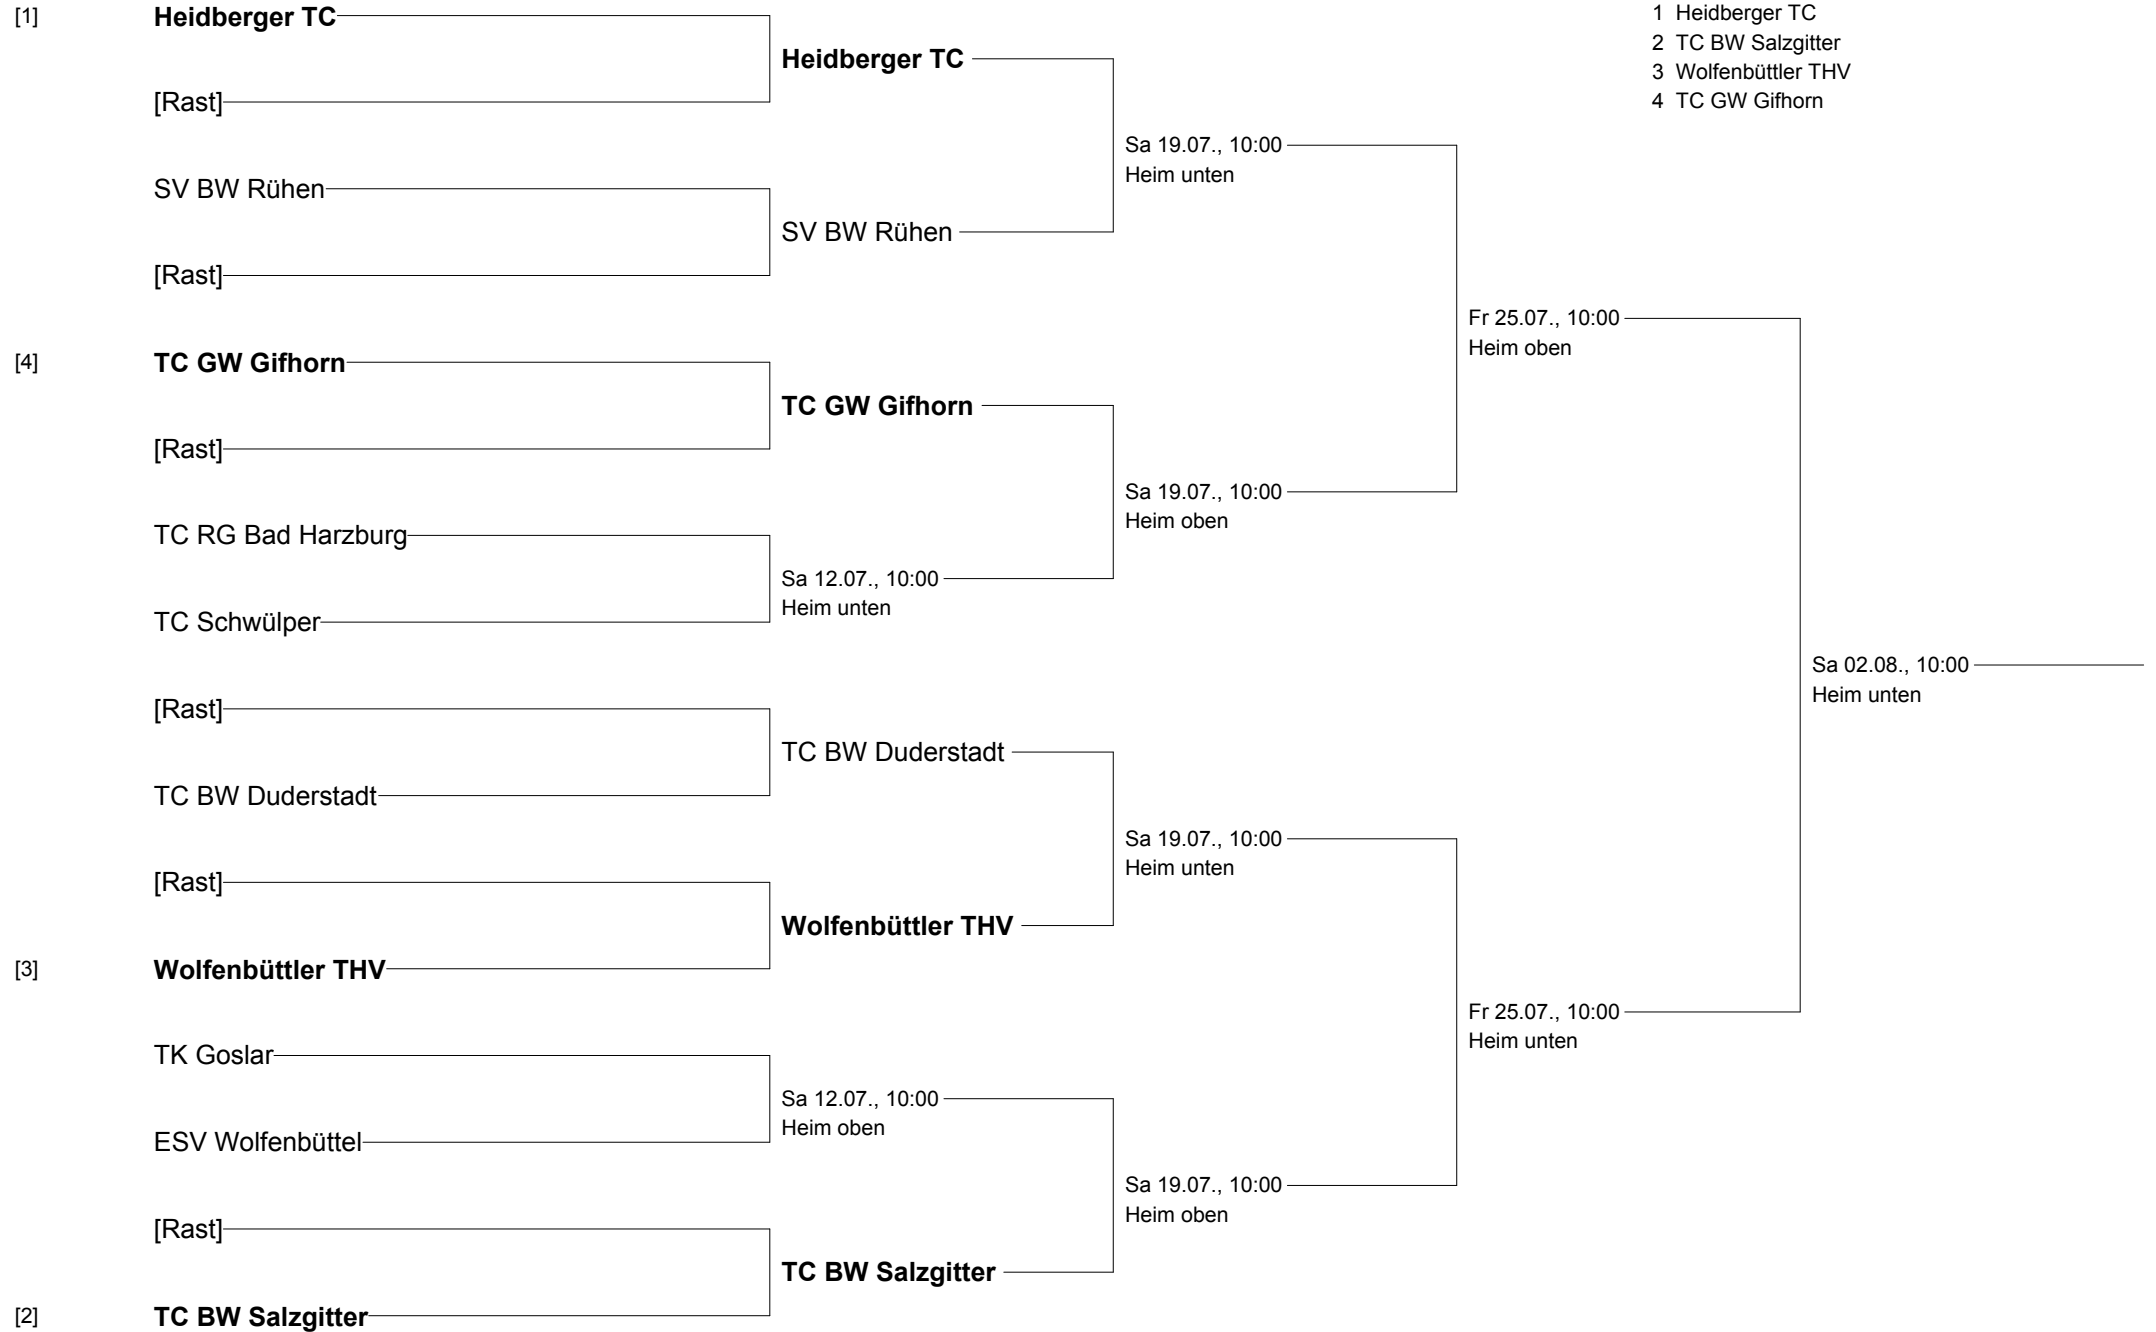 [1]
Heidberger TC
1 Heidberger TC
2 TC BW Salzgitter
3 Wolfenbüttler THV
4 TC GW Gifhorn
Heidberger TC
[Rast]
Sa 19.07., 10:00
Heim unten
SV BW Rühen
SV BW Rühen
[Rast]
Fr 25.07., 10:00
Heim oben
[4]
TC GW Gifhorn
TC GW Gifhorn
[Rast]
Sa 19.07., 10:00
Heim oben
TC RG Bad Harzburg
Sa 12.07., 10:00
Heim unten
TC Schwülper
Sa 02.08., 10:00
Heim unten
[Rast]
TC BW Duderstadt
TC BW Duderstadt
Sa 19.07., 10:00
Heim unten
[Rast]
Wolfenbüttler THV
[3]
Wolfenbüttler THV
Fr 25.07., 10:00
Heim unten
TK Goslar
Sa 12.07., 10:00
Heim oben
ESV Wolfenbüttel
Sa 19.07., 10:00
Heim oben
[Rast]
TC BW Salzgitter
[2]
TC BW Salzgitter